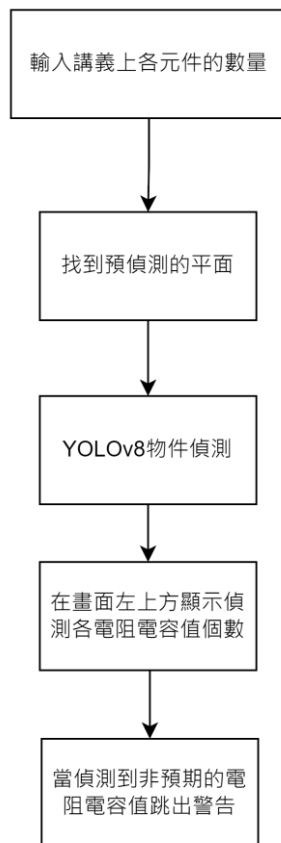 輸入講義上各元件的數量
找到預偵測的平面
YOLOv8物件偵測
在畫面左上方顯示偵
測各電阻電容值個數
當偵測到非預期的電
阻電容值跳出警告